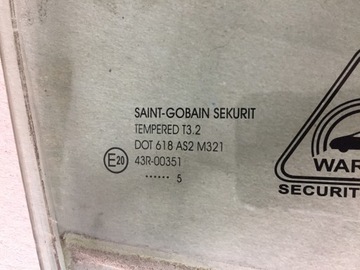 SAINT-GOBAIN SEKURIT
TEMPERED T3.2
DOT 618 AS2 M321
E20 43R-00351
...... 5
WAR
SECURIT